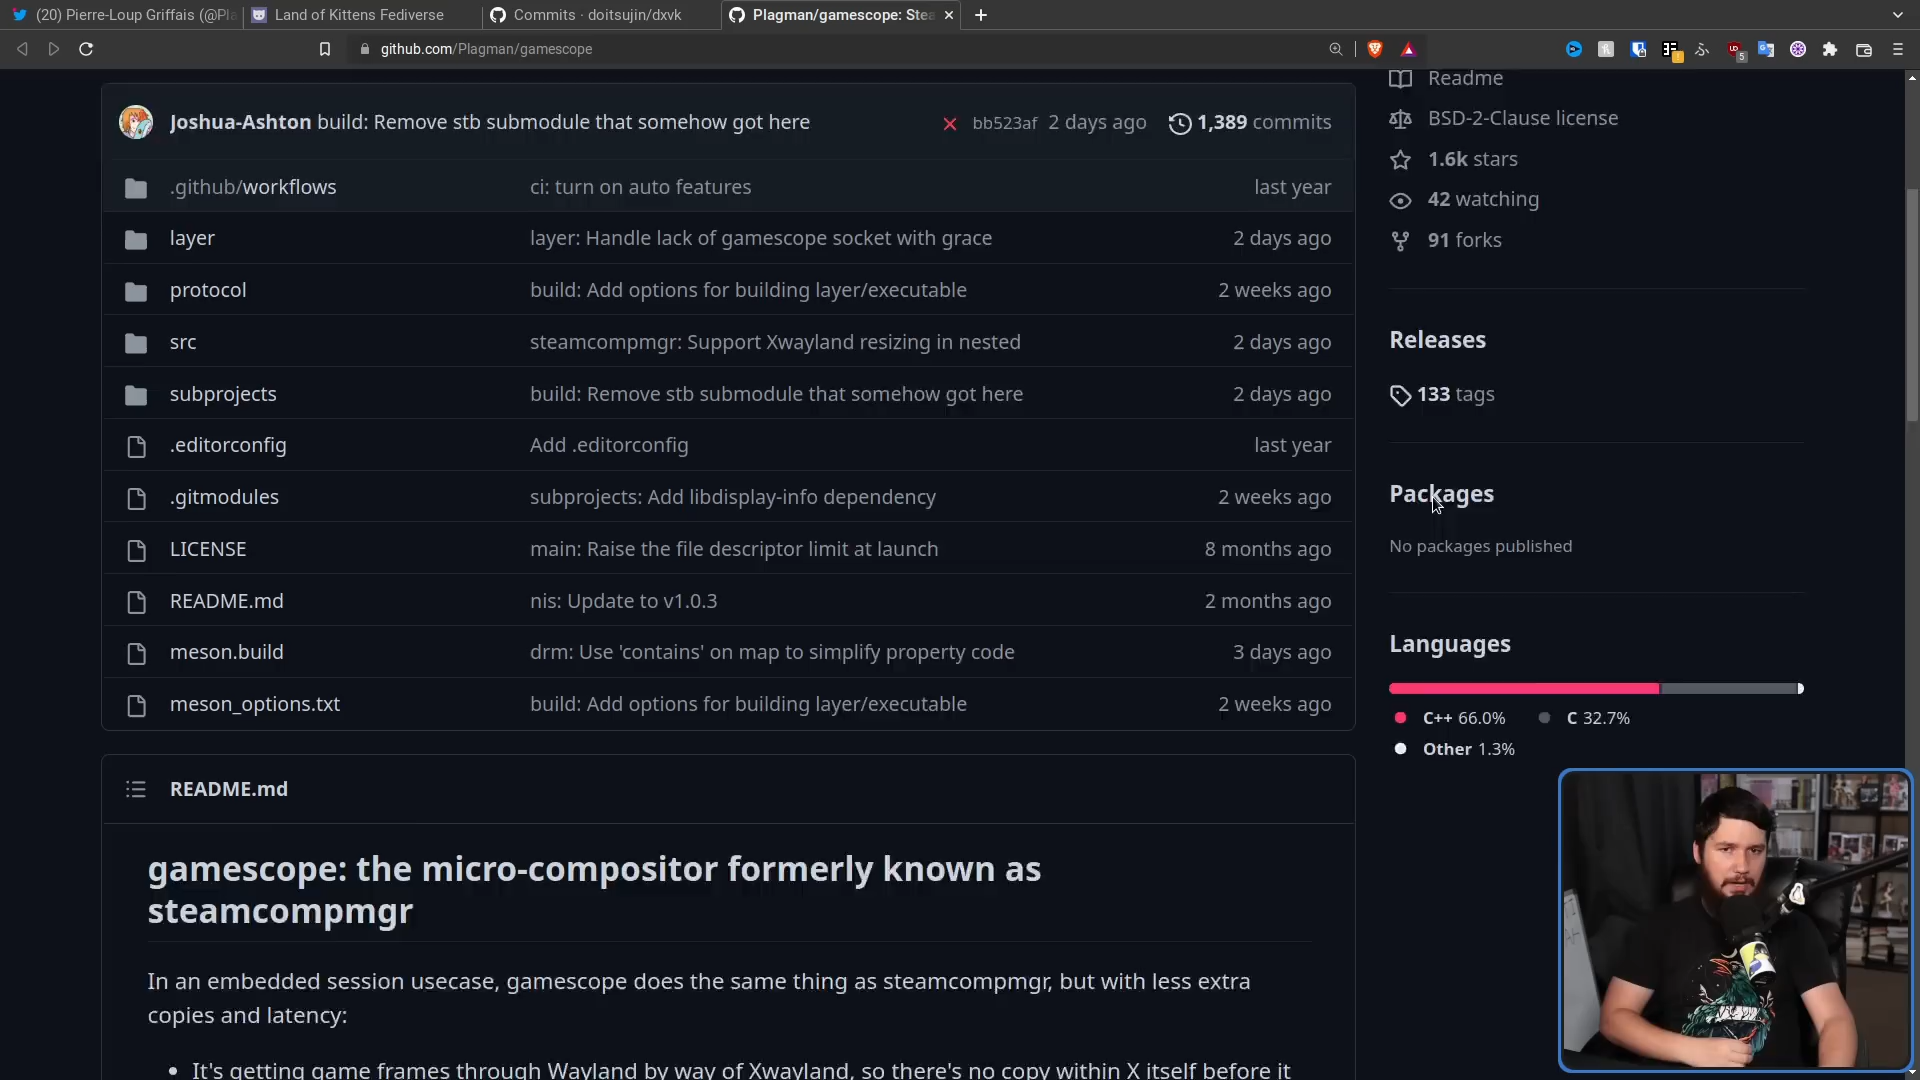 (20) Pierre-Loup Griffais (@Pla
Land of Kittens Fediverse
Commits · doitsujin/dxvk
Plagman/gamescope: Stea
github.com/Plagman/gamescope
5
Joshua-Ashton build: Remove stb submodule that somehow got here
bb523af 2 days ago
1,389 commits
.github/workflows
ci: turn on auto features
last year
layer
layer: Handle lack of gamescope socket with grace
2 days ago
protocol
build: Add options for building layer/executable
2 weeks ago
src
steamcompmgr: Support Xwayland resizing in nested
2 days ago
subprojects
build: Remove stb submodule that somehow got here
2 days ago
.editorconfig
Add .editorconfig
last year
.gitmodules
subprojects: Add libdisplay-info dependency
2 weeks ago
LICENSE
main: Raise the file descriptor limit at launch
8 months ago
README.md
nis: Update to v1.0.3
2 months ago
meson.build
drm: Use 'contains' on map to simplify property code
3 days ago
meson_options.txt
build: Add options for building layer/executable
2 weeks ago
README.md
gamescope: the micro-compositor formerly known as
steamcompmgr
In an embedded session usecase, gamescope does the same thing as steamcompmgr, but with less extra
copies and latency:
• It's getting game frames through Wayland by way of Xwayland, so there's no copy within X itself before it
Readme
BSD-2-Clause license
1.6k stars
42 watching
91 forks
Releases
133 tags
Packages
No packages published
Languages
C++ 66.0%
C 32.7%
Other 1.3%